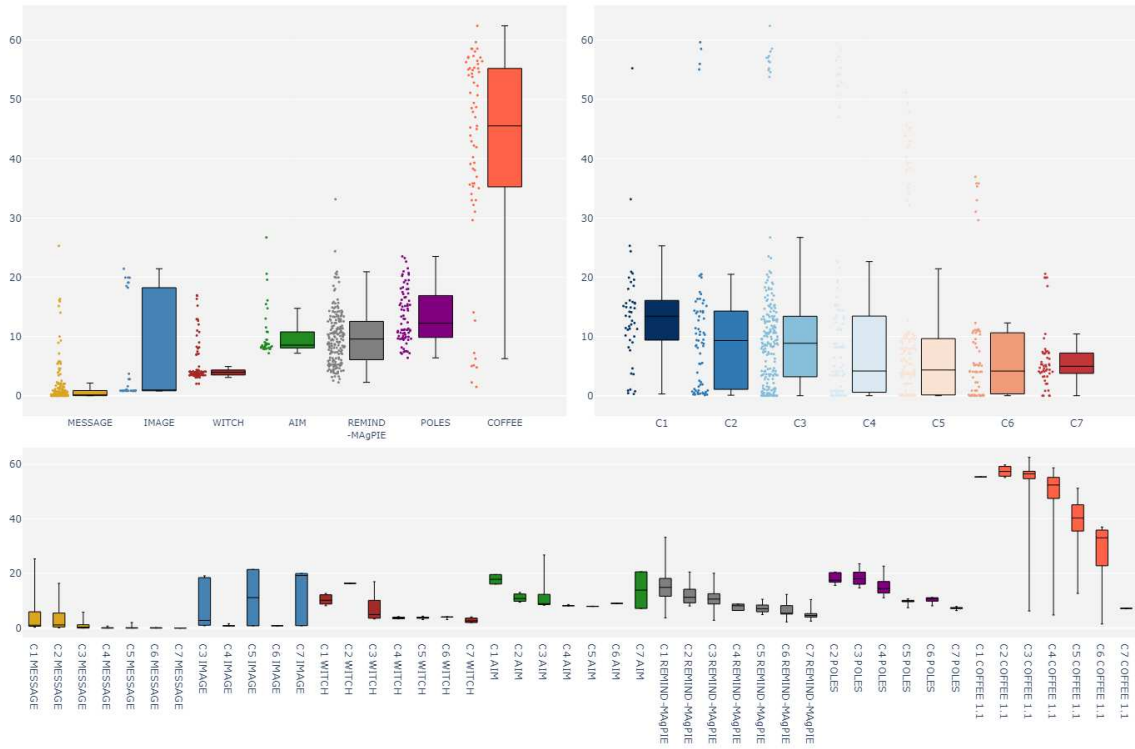 60
50
40
30
20
10
0
MESSAGE IMAGE WITCH AIM REMIND -MAgPIE POLES COFFEE
60
50
40
30
20
10
0
C1 C2 C3 C4 C5 C6 C7
60
40
20
0
C1 MESSAGE
C2 MESSAGE
C3 MESSAGE
C4 MESSAGE
C5 MESSAGE
C6 MESSAGE
C7 MESSAGE
C3 IMAGE
C4 IMAGE
C5 IMAGE
C6 IMAGE
C7 IMAGE
C1 WITCH
C2 WITCH
C3 WITCH
C4 WITCH
C5 WITCH
C6 WITCH
C7 WITCH
C1 AIM
C2 AIM
C3 AIM
C4 AIM
C5 AIM
C6 AIM
C7 AIM
C1 REMIND-MAgPIE
C2 REMIND-MAgPIE
C3 REMIND-MAgPIE
C4 REMIND-MAgPIE
C5 REMIND-MAgPIE
C6 REMIND-MAgPIE
C7 REMIND-MAgPIE
C2 POLES
C3 POLES
C4 POLES
C5 POLES
C6 POLES
C7 POLES
C1 COFFEE 1.1
C2 COFFEE 1.1
C3 COFFEE 1.1
C4 COFFEE 1.1
C5 COFFEE 1.1
C6 COFFEE 1.1
C7 COFFEE 1.1